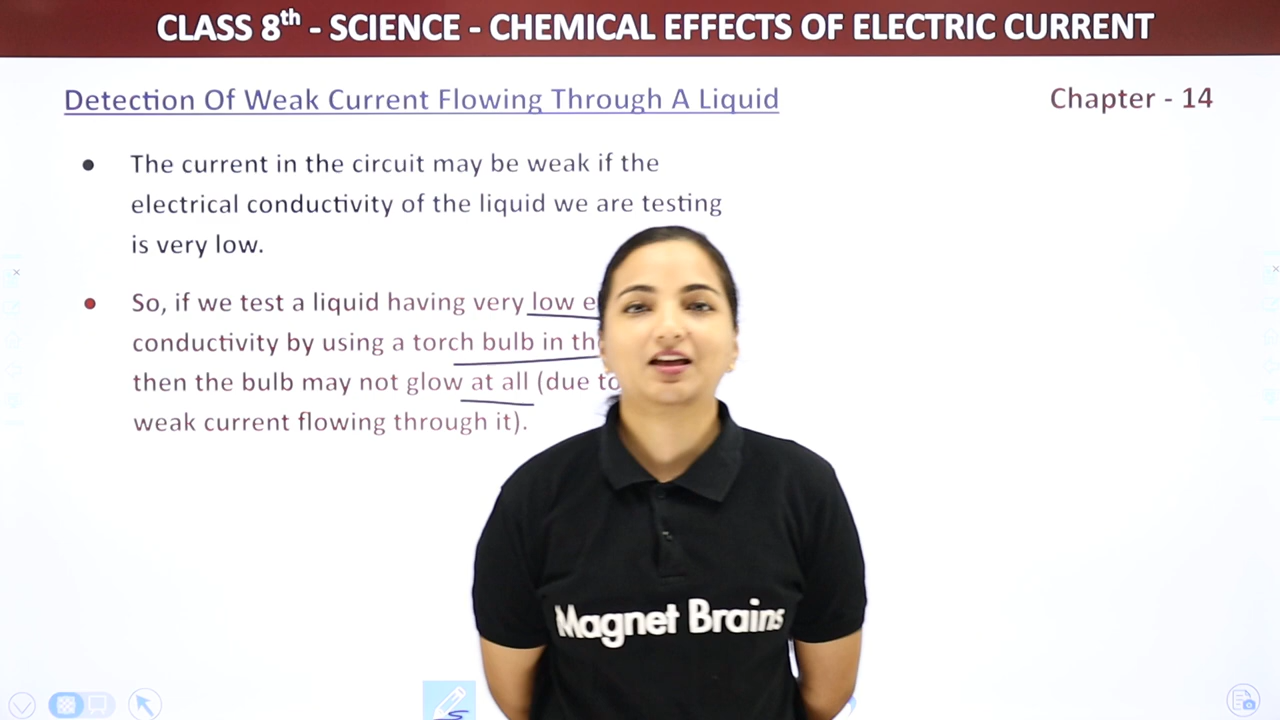 CLASS 8th - SCIENCE - CHEMICAL EFFECTS OF ELECTRIC CURRENT
Detection Of Weak Current Flowing Through A Liquid
Chapter - 14
The current in the circuit may be weak if the
electrical conductivity of the liquid we are testing
is very low.
So, if we test a liquid having very low
conductivity by using a torch bulb in
then the bulb may not glow at all (due to
weak current flowing through it).
Magnet Brains